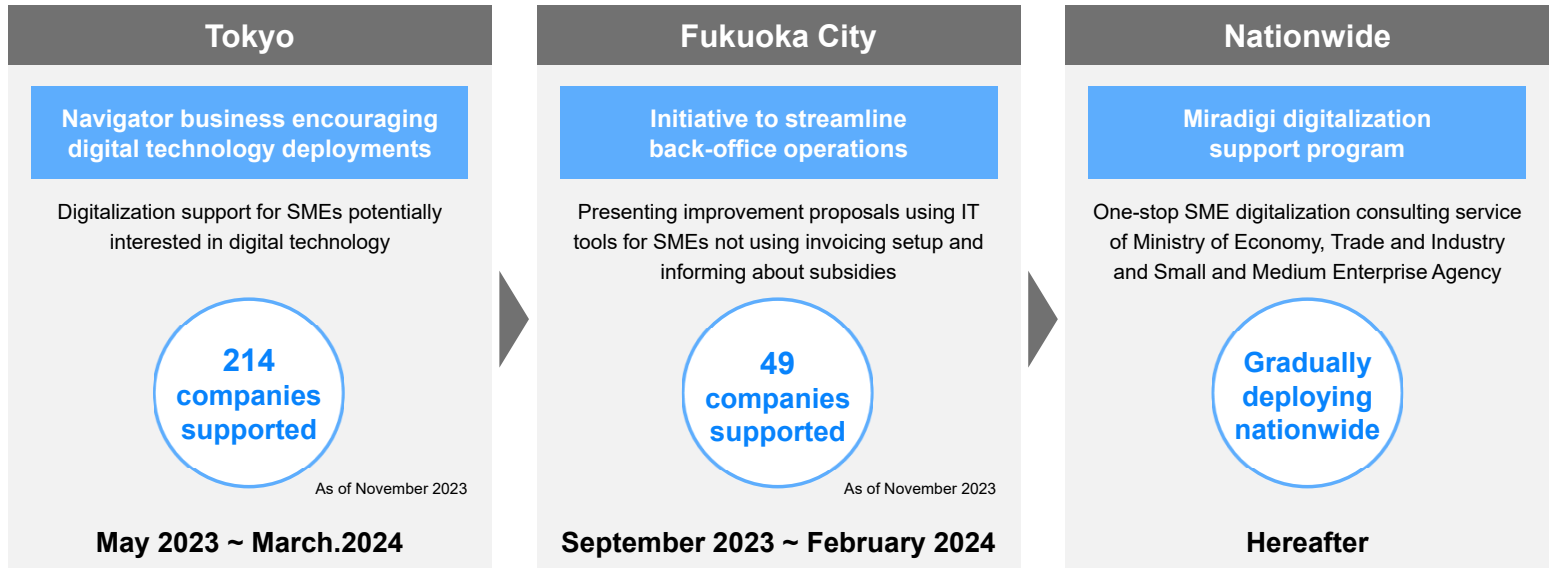 Tokyo
Navigator business encouraging
digital technology deployments
Digitalization support for SMEs potentially
interested in digital technology
214
companies
supported
As of November 2023
May 2023 ~ March.2024
Fukuoka City
Initiative to streamline
back-office operations
Presenting improvement proposals using IT
tools for SMEs not using invoicing setup and
informing about subsidies
49
companies
supported
As of November 2023
September 2023 ~ February 2024
Nationwide
Miradigi digitalization
support program
One-stop SME digitalization consulting service
of Ministry of Economy, Trade and Industry
and Small and Medium Enterprise Agency
Gradually
deploying
nationwide
Hereafter